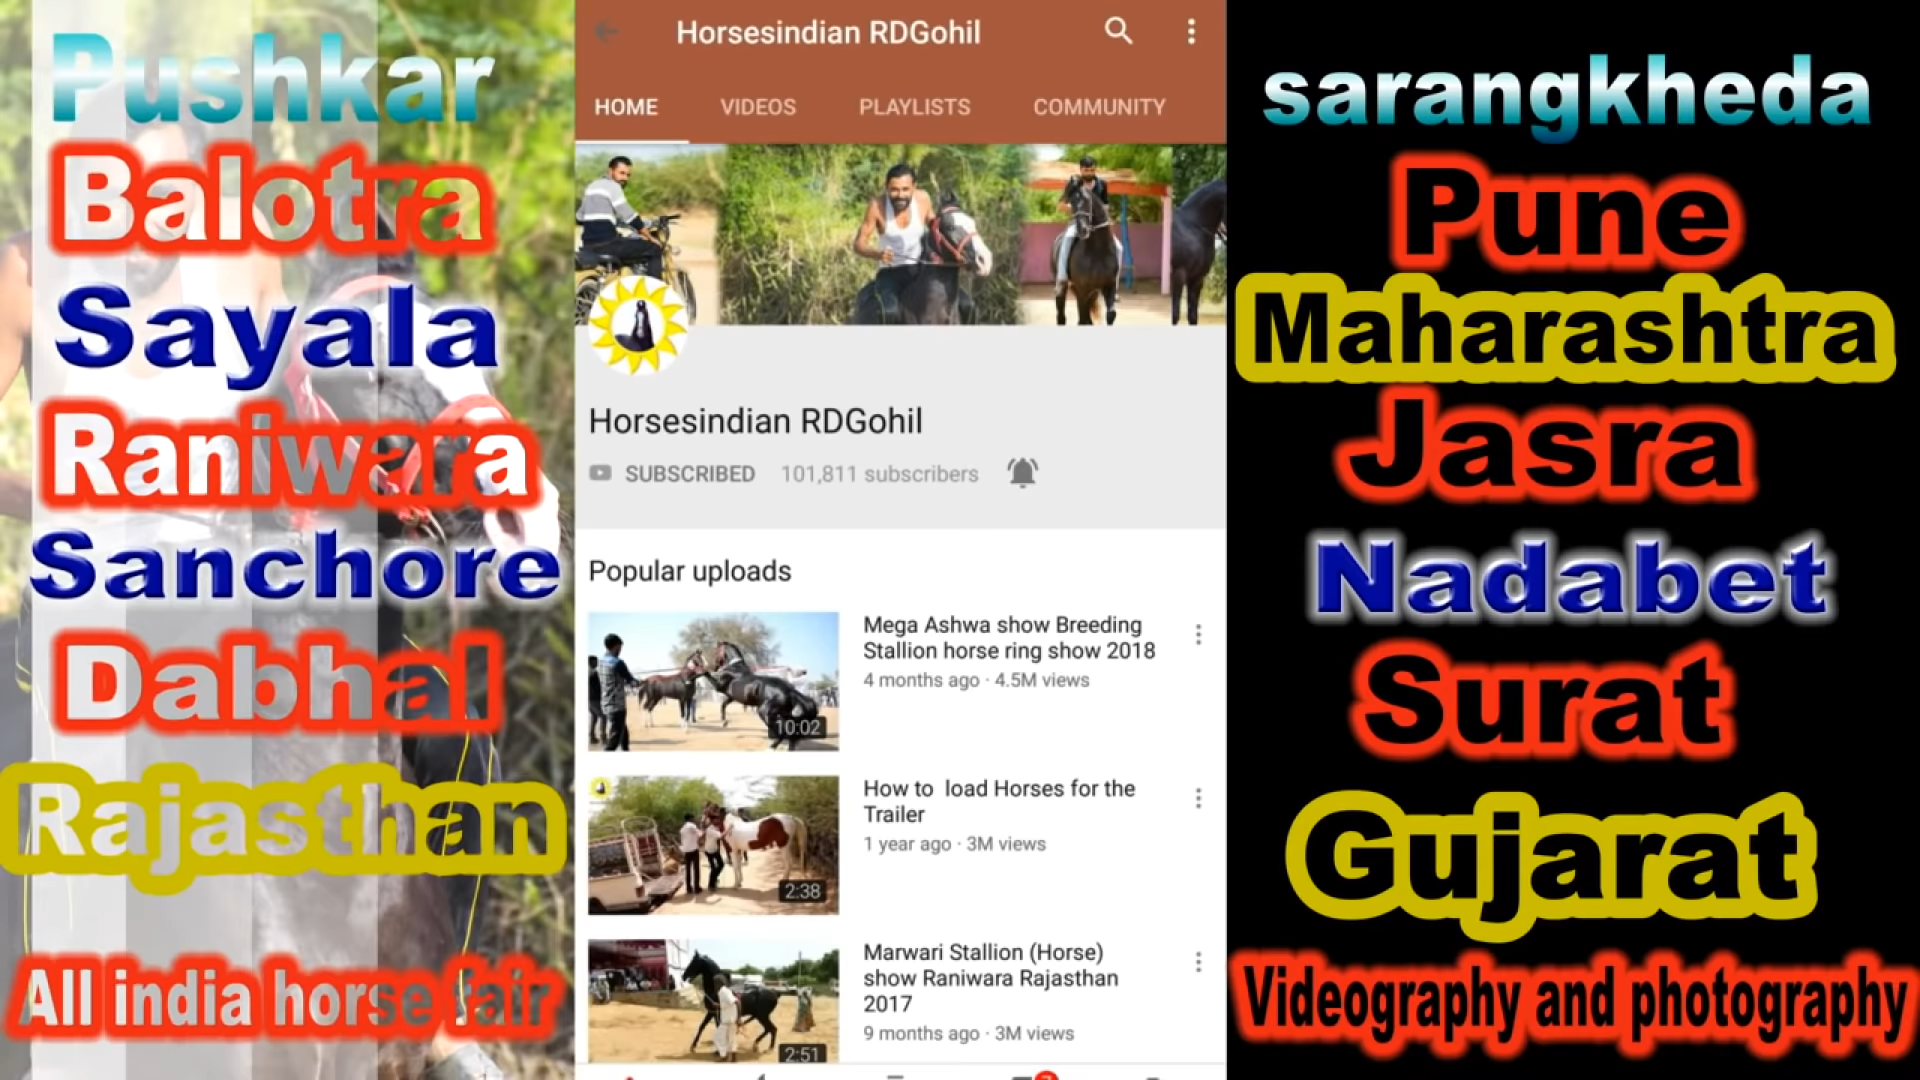 Pushkar
Balotra
Sayala
Raniwara
Sanchore
Dabhal
Rajasthan
All india horse fair
Horsesindian RDGohil
HOME VIDEOS PLAYLISTS COMMUNITY
Horsesindian RDGohil
SUBSCRIBED 101,811 subscribers
Popular uploads
Mega Ashwa show Breeding
Stallion horse ring show 2018
4 months ago · 4.5M views
10:02
How to load Horses for the
Trailer
1 year ago · 3M views
2:38
Marwari Stallion (Horse)
show Raniwara Rajasthan
2017
9 months ago · 3M views
2:51
sarangkheda
Pune
Maharashtra
Jasra
Nadabet
Surat
Gujarat
Videography and photography